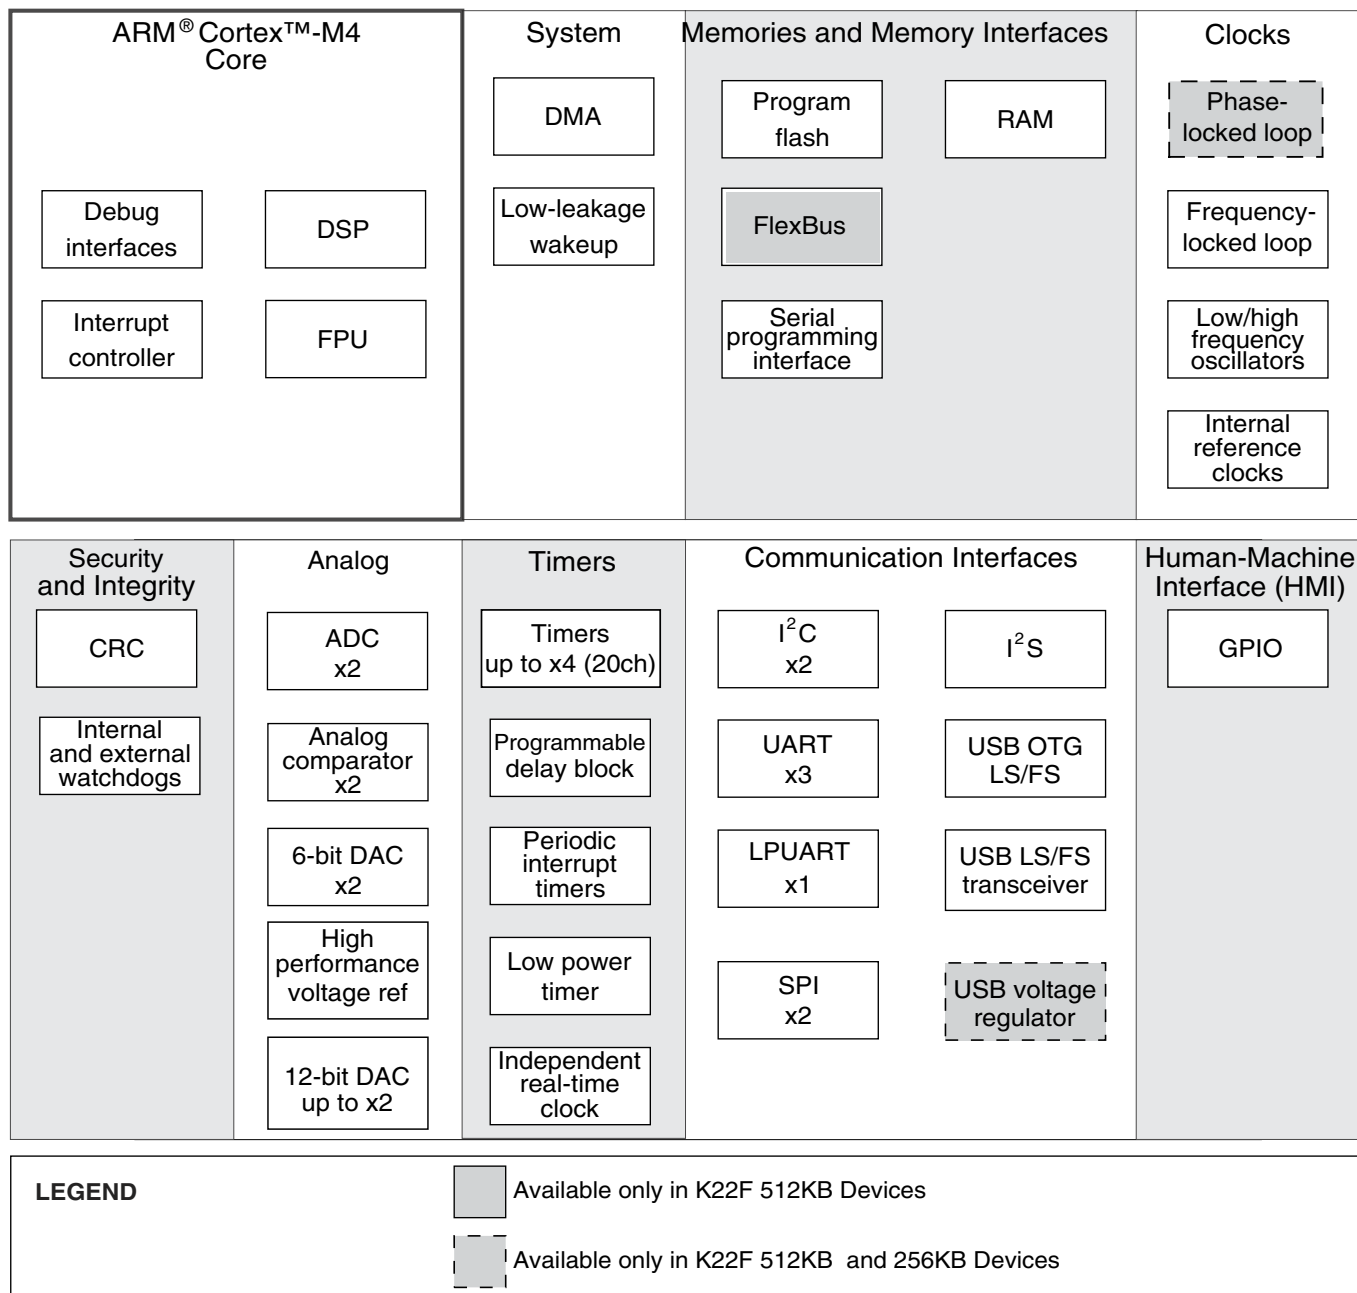 ARM® Cortex™-M4
Core
Debug
interfaces
DSP
Interrupt
controller
FPU
System
DMA
Low-leakage
wakeup
Memories and Memory Interfaces
Program
flash
RAM
FlexBus
Serial
programming
interface
Clocks
Phase-
locked loop
Frequency-
locked loop
Low/high
frequency
oscillators
Internal
reference
clocks
Security
and Integrity
CRC
Internal
and external
watchdogs
Analog
ADC
x2
Analog
comparator
x2
6-bit DAC
x2
High
performance
voltage ref
12-bit DAC
up to x2
Timers
Timers
up to x4 (20ch)
Programmable
delay block
Periodic
interrupt
timers
Low power
timer
Independent
real-time
clock
Communication Interfaces
I²C
x2
I²S
UART
x3
USB OTG
LS/FS
LPUART
x1
USB LS/FS
transceiver
SPI
x2
USB voltage
regulator
Human-Machine
Interface (HMI)
GPIO
LEGEND
Available only in K22F 512KB Devices
Available only in K22F 512KB and 256KB Devices